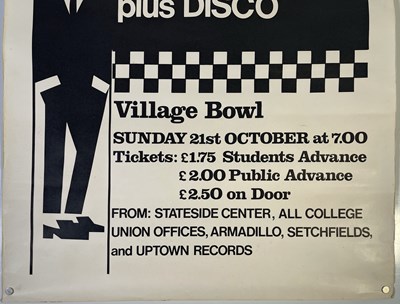 plus DISCO
Village Bowl
SUNDAY 21st OCTOBER at 7.00
Tickets: £1.75 Students Advance
£2.00 Public Advance
£2.50 on Door
FROM: STATESIDE CENTER, ALL COLLEGE
UNION OFFICES, ARMADILLO, SETCHFIELDS,
and UPTOWN RECORDS